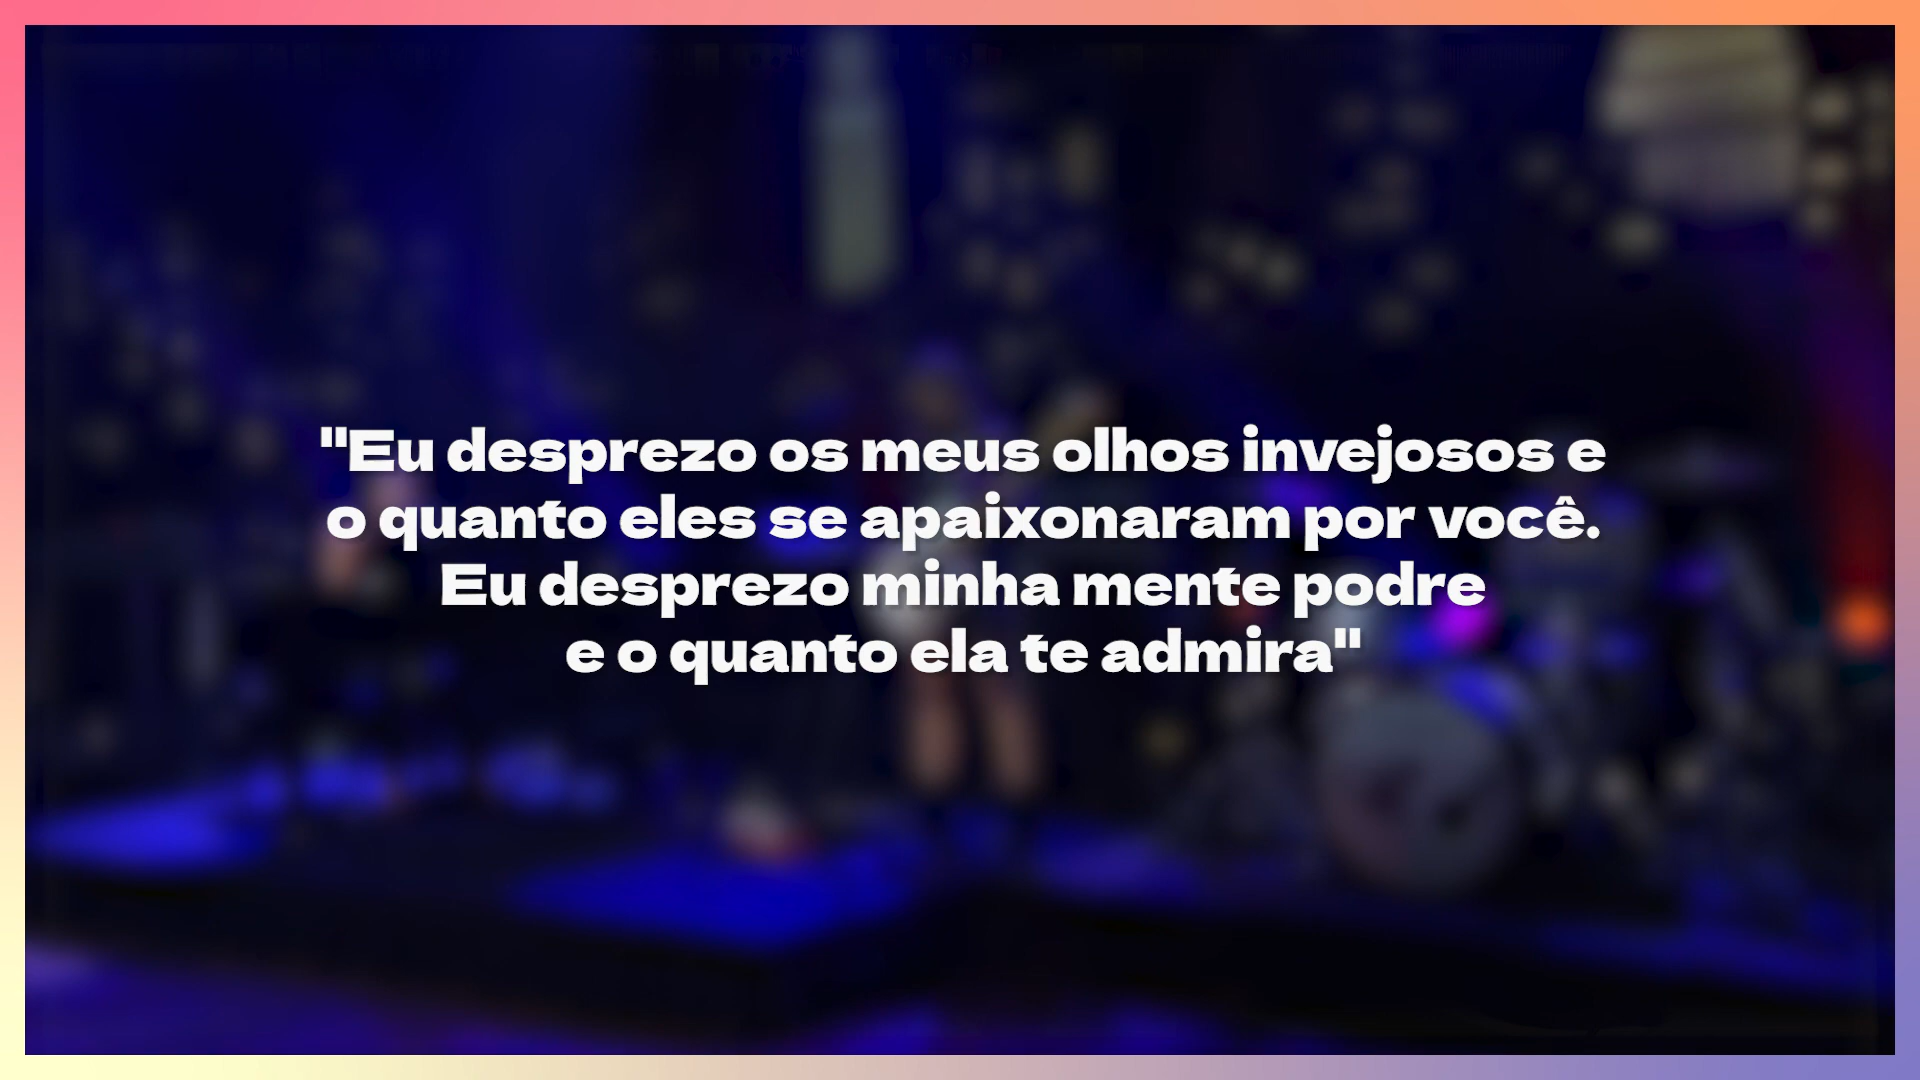 "Eu desprezo os meus olhos invejosos e
o quanto eles se apaixonaram por você.
Eu desprezo minha mente podre
e o quanto ela te admira"